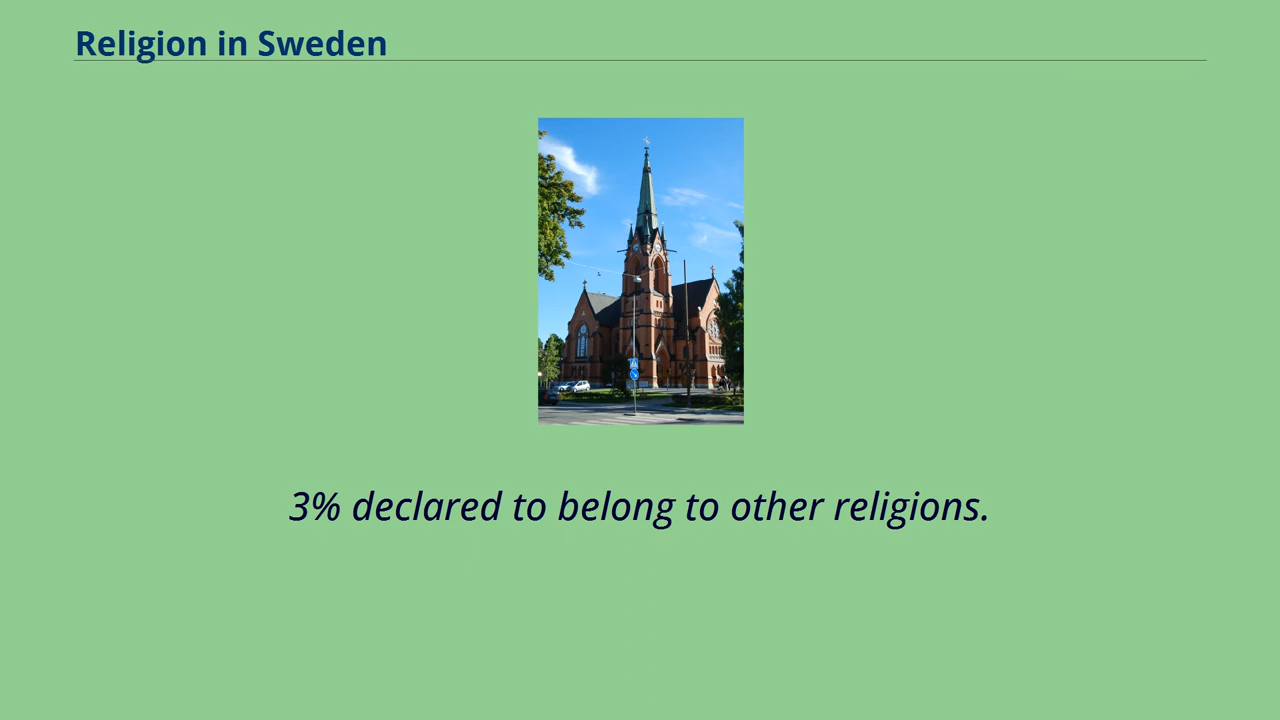 Religion in Sweden
3% declared to belong to other religions.